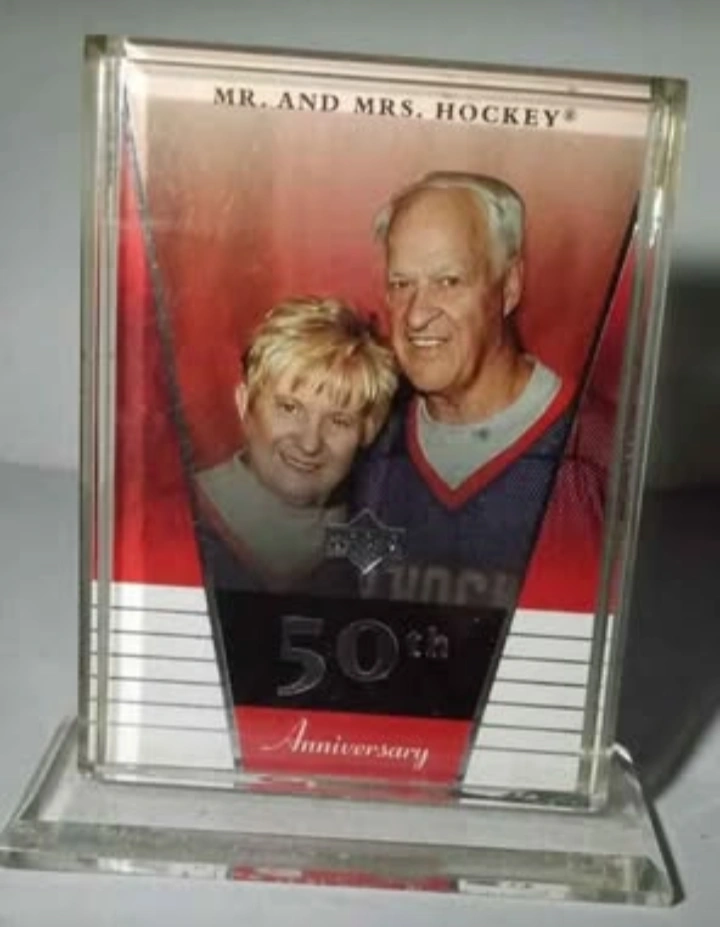 MR. AND MRS. HOCKEY®
50th
Anniversary